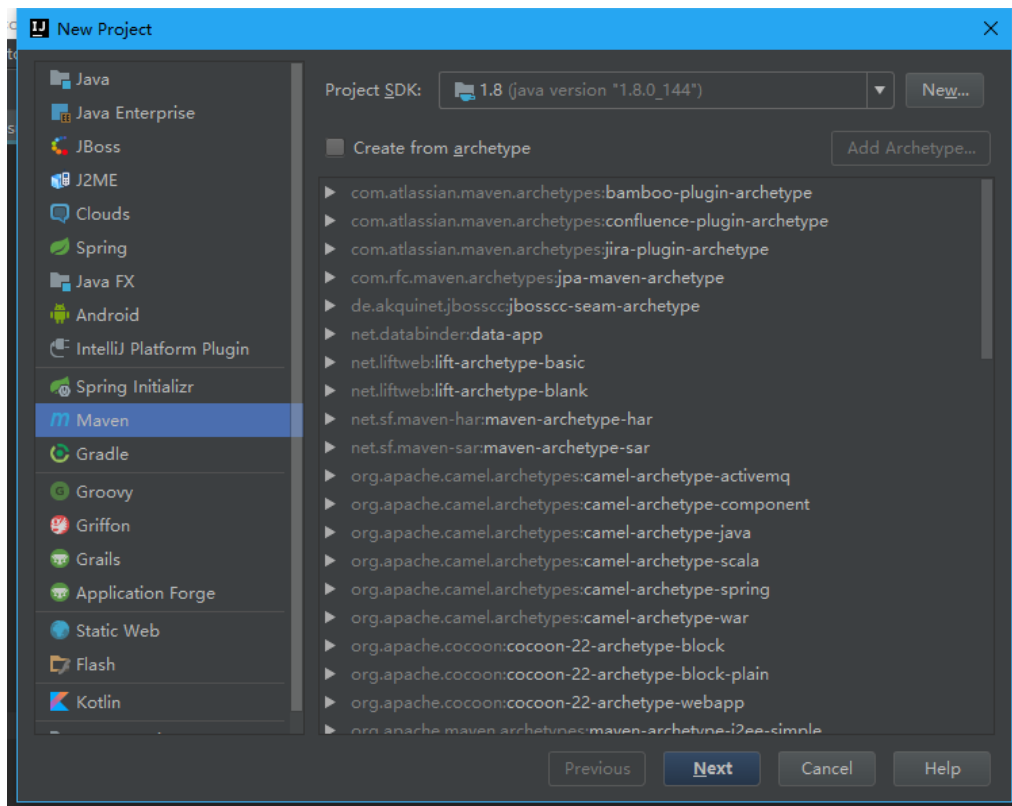 New Project
Java
Java Enterprise
JBoss
J2ME
Clouds
Spring
Java FX
Android
IntelliJ Platform Plugin
Spring Initializr
Maven
Gradle
Groovy
Griffon
Grails
Application Forge
Static Web
Flash
Kotlin
Project SDK: 1.8 (java version "1.8.0_144") New...
Create from archetype Add Archetype...
com.atlassian.maven.archetypes:bamboo-plugin-archetype
com.atlassian.maven.archetypes:confluence-plugin-archetype
com.atlassian.maven.archetypes:jira-plugin-archetype
com.rfc.maven.archetypes:jpa-maven-archetype
de.akquinet.jbosscc:jbosscc-seam-archetype
net.databinder:data-app
net.liftweb:lift-archetype-basic
net.liftweb:lift-archetype-blank
net.sf.maven-har:maven-archetype-har
net.sf.maven-sar:maven-archetype-sar
org.apache.camel.archetypes:camel-archetype-activemq
org.apache.camel.archetypes:camel-archetype-component
org.apache.camel.archetypes:camel-archetype-java
org.apache.camel.archetypes:camel-archetype-scala
org.apache.camel.archetypes:camel-archetype-spring
org.apache.camel.archetypes:camel-archetype-war
org.apache.cocoon:cocoon-22-archetype-block
org.apache.cocoon:cocoon-22-archetype-block-plain
org.apache.cocoon:cocoon-22-archetype-webapp
org.apache.maven.archetypes:maven-archetype-j2ee-simple
Previous Next Cancel Help